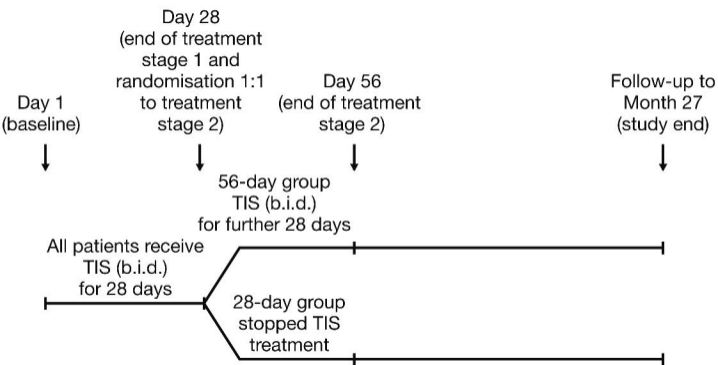 Day 1
(baseline)
Day 28
(end of treatment
stage 1 and
randomisation 1:1
to treatment
stage 2)
Day 56
(end of treatment
stage 2)
Follow-up to
Month 27
(study end)
56-day group
TIS (b.i.d.)
for further 28 days
All patients receive
TIS (b.i.d.)
for 28 days
28-day group
stopped TIS
treatment